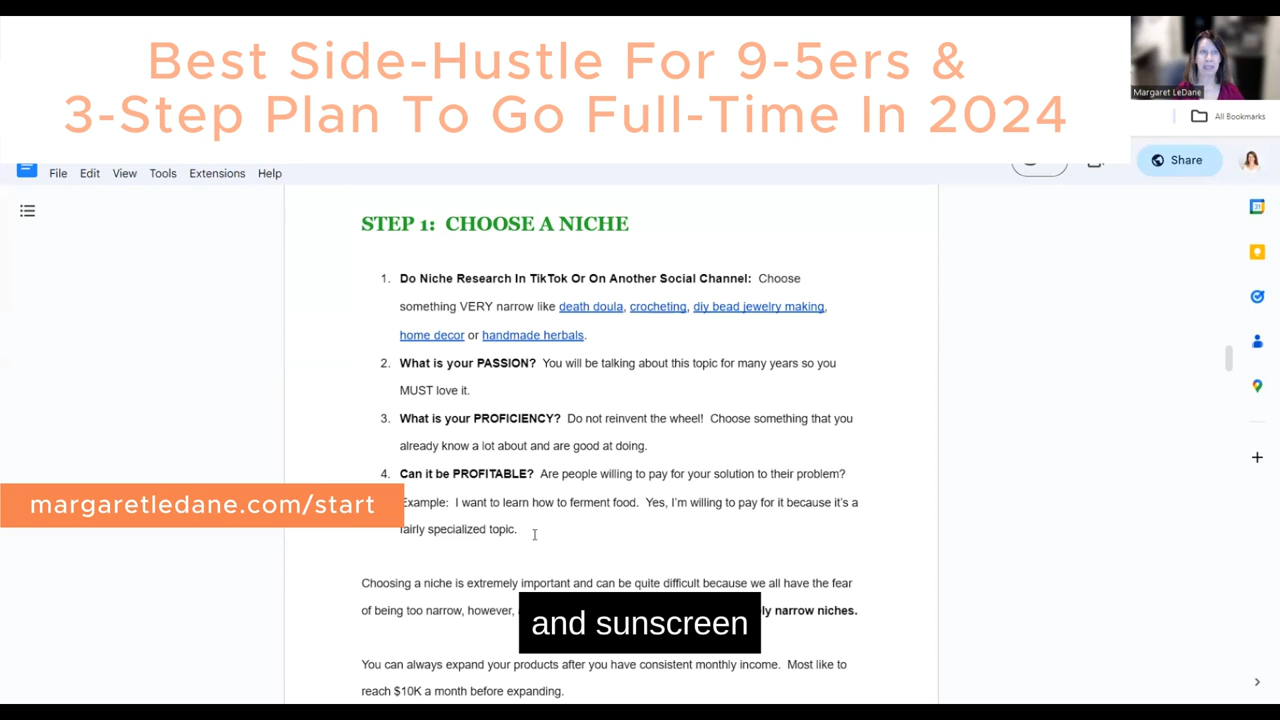 Best Side-Hustle For 9-5ers &
3-Step Plan To Go Full-Time In 2024
Margaret LeDane
All Bookmarks
File Edit View Tools Extensions Help
Share
STEP 1: CHOOSE A NICHE
1. Do Niche Research In TikTok Or On Another Social Channel: Choose
something VERY narrow like death doula, crocheting, diy bead jewelry making,
home decor or handmade herbals.
2. What is your PASSION? You will be talking about this topic for many years so you
MUST love it.
3. What is your PROFICIENCY? Do not reinvent the wheel! Choose something that you
already know a lot about and are good at doing.
4. Can it be PROFITABLE? Are people willing to pay for your solution to their problem?
Example: I want to learn how to ferment food. Yes, I'm willing to pay for it because it's a
fairly specialized topic.
margaretledane.com/start
Choosing a niche is extremely important and can be quite difficult because we all have the fear
of being too narrow, however, narrow niches.
and sunscreen
You can always expand your products after you have consistent monthly income. Most like to
reach $10K a month before expanding.